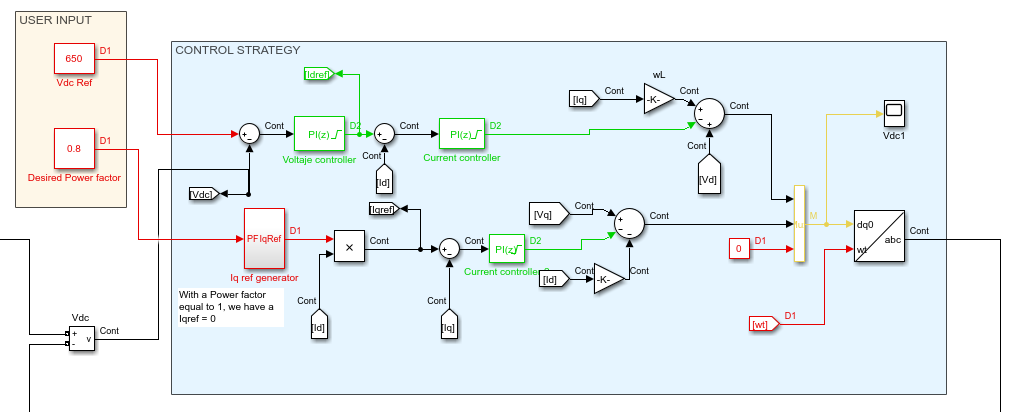 USER INPUT
650
D1
Vdc Ref
0.8
D1
Desired Power factor
CONTROL STRATEGY
[Idref]
Cont
PI(z)
D2
Voltaje controller
Cont
PI(z)
D2
Current controller
Cont
[Id]
[Vdc]
wL
[Iq]
Cont
-K-
Cont
Cont
Cont
[Vd]
Vdc1
[Iqref]
PFIqRef
D1
Iq ref generator
×
Cont
Cont
[Id]
Cont
PI(z)
D2
Current controller
Cont
[Iq]
[Vq]
Cont
Cont
[Id]
Cont
-K-
Cont
0
D1
M
dq0
wt
abc
Cont
[wt]
D1
With a Power factor
equal to 1, we have a
Iqref = 0
Vdc
+
-
v
Cont